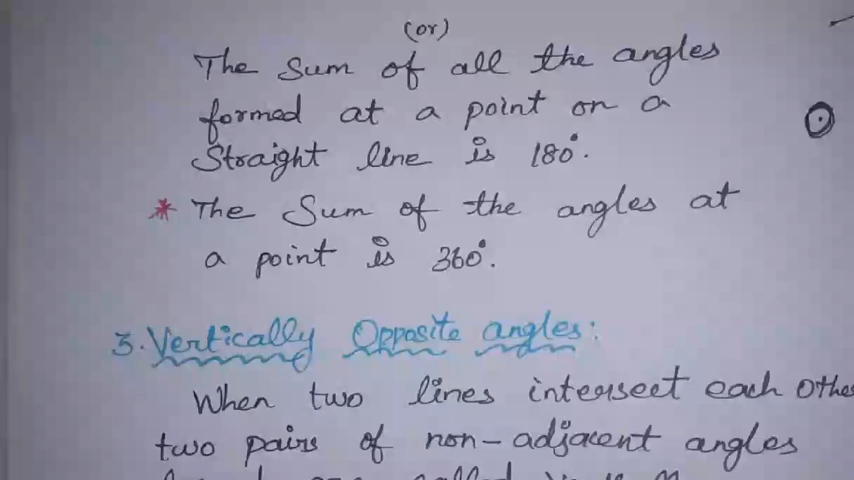 (or)
The Sum of all the angles
formed at a point on a
Straight line is 180°.
* The Sum of the angles at
a point is 360°.
3. Vertically Opposite angles:
When two lines intersect each othe
two pairs of non-adjacent angles
called